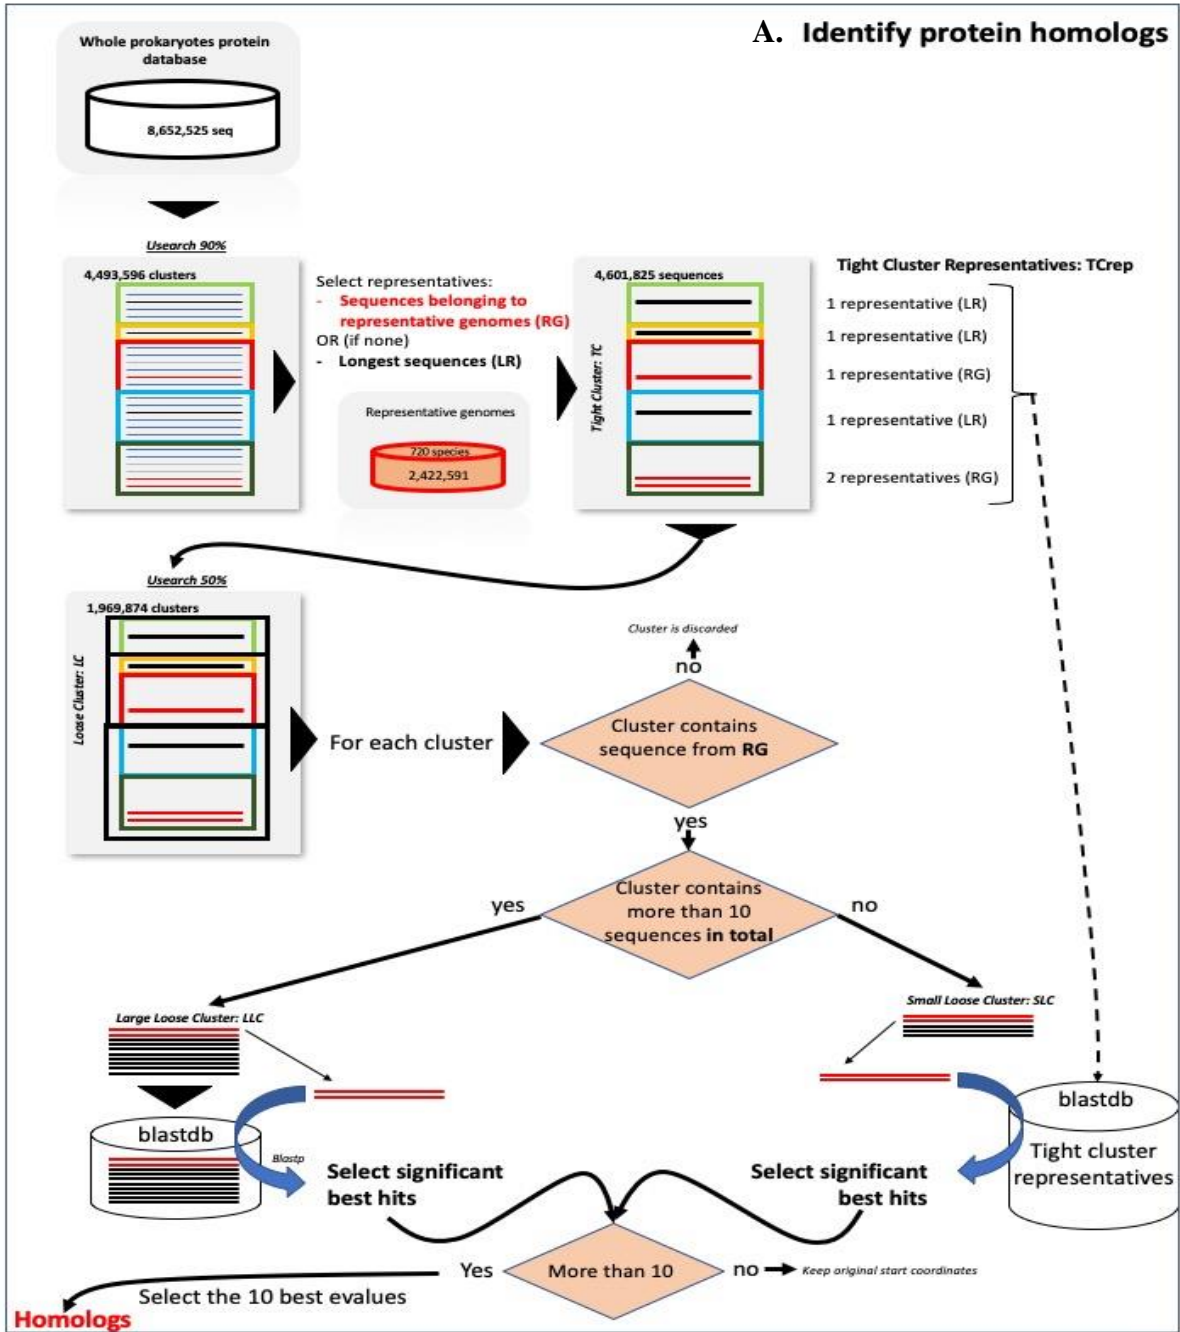 A. Identify protein homologs
Whole prokaryotes protein
database
8,652,525 seq
Usearch 90%
4,493,596 clusters
Select representatives:
- Sequences belonging to
representative genomes (RG)
OR (if none)
- Longest sequences (LR)
Representative genomes
720 species
2,422,591
4,601,825 sequences
Tight Cluster: TC
Tight Cluster Representatives: TCrep
1 representative (LR)
1 representative (LR)
1 representative (RG)
1 representative (LR)
2 representatives (RG)
Usearch 50%
1,969,874 clusters
Loose Cluster: LC
For each cluster
Cluster is discarded
no
Cluster contains
sequence from RG
yes
Cluster contains
more than 10
sequences in total
yes
no
Large Loose Cluster: LLC
Small Loose Cluster: SLC
blastdb
Blastp
Select significant
best hits
Select significant
best hits
blastdb
Tight cluster
representatives
More than 10
Yes
no
Keep original start coordinates
Select the 10 best evalues
Homologs